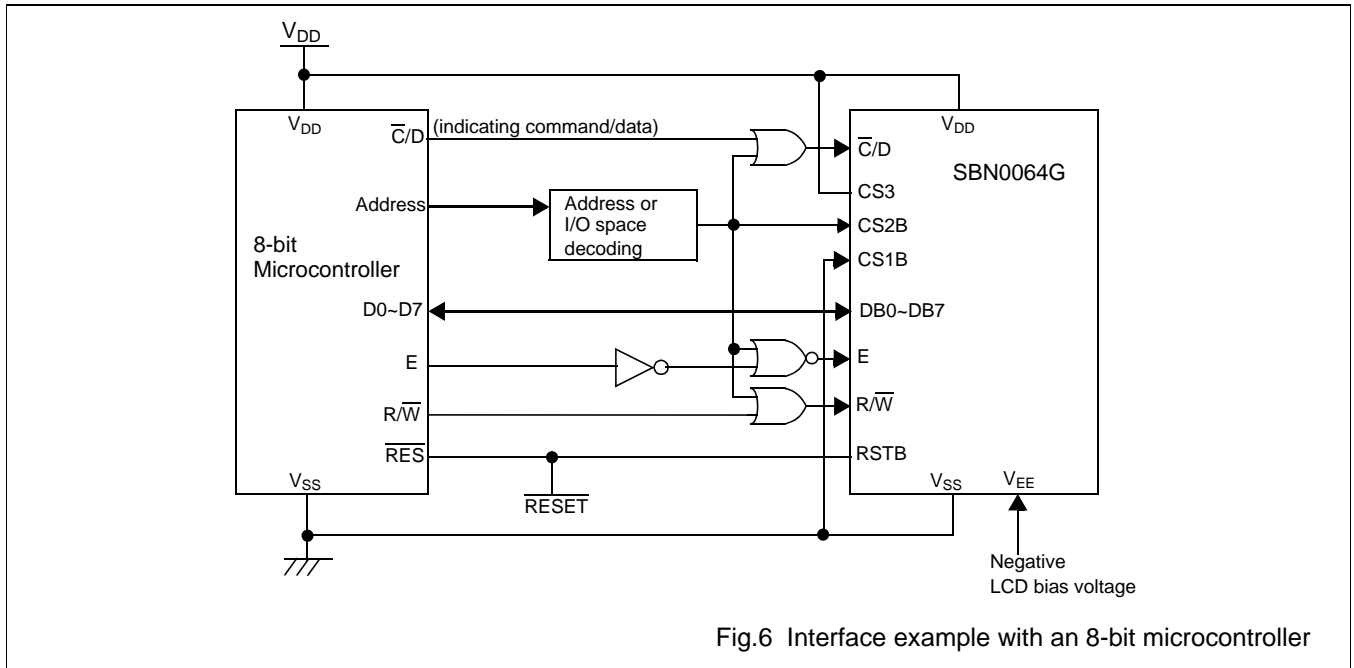 VDD
VDD
C̅/D
(indicating command/data)
VDD
C̅/D
SBN0064G
CS3
Address
Address or
I/O space
decoding
CS2B
8-bit
Microcontroller
CS1B
D0~D7
DB0~DB7
E
E
R/W̅
R/W̅
R̅E̅S̅
RSTB
VSS
R̅E̅S̅E̅T̅
VSS
VEE
Negative
LCD bias voltage
Fig.6 Interface example with an 8-bit microcontroller